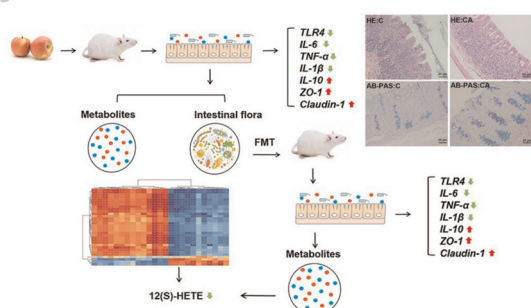 TLR4
IL-6
TNF-α
IL-1β
IL-10
ZO-1
Claudin-1
HE:C
HE:CA
AB-PAS:C
AB-PAS:CA
Metabolites
Intestinal flora
FMT
TLR4
IL-6
TNF-α
IL-1β
IL-10
ZO-1
Claudin-1
Metabolites
12(S)-HETE